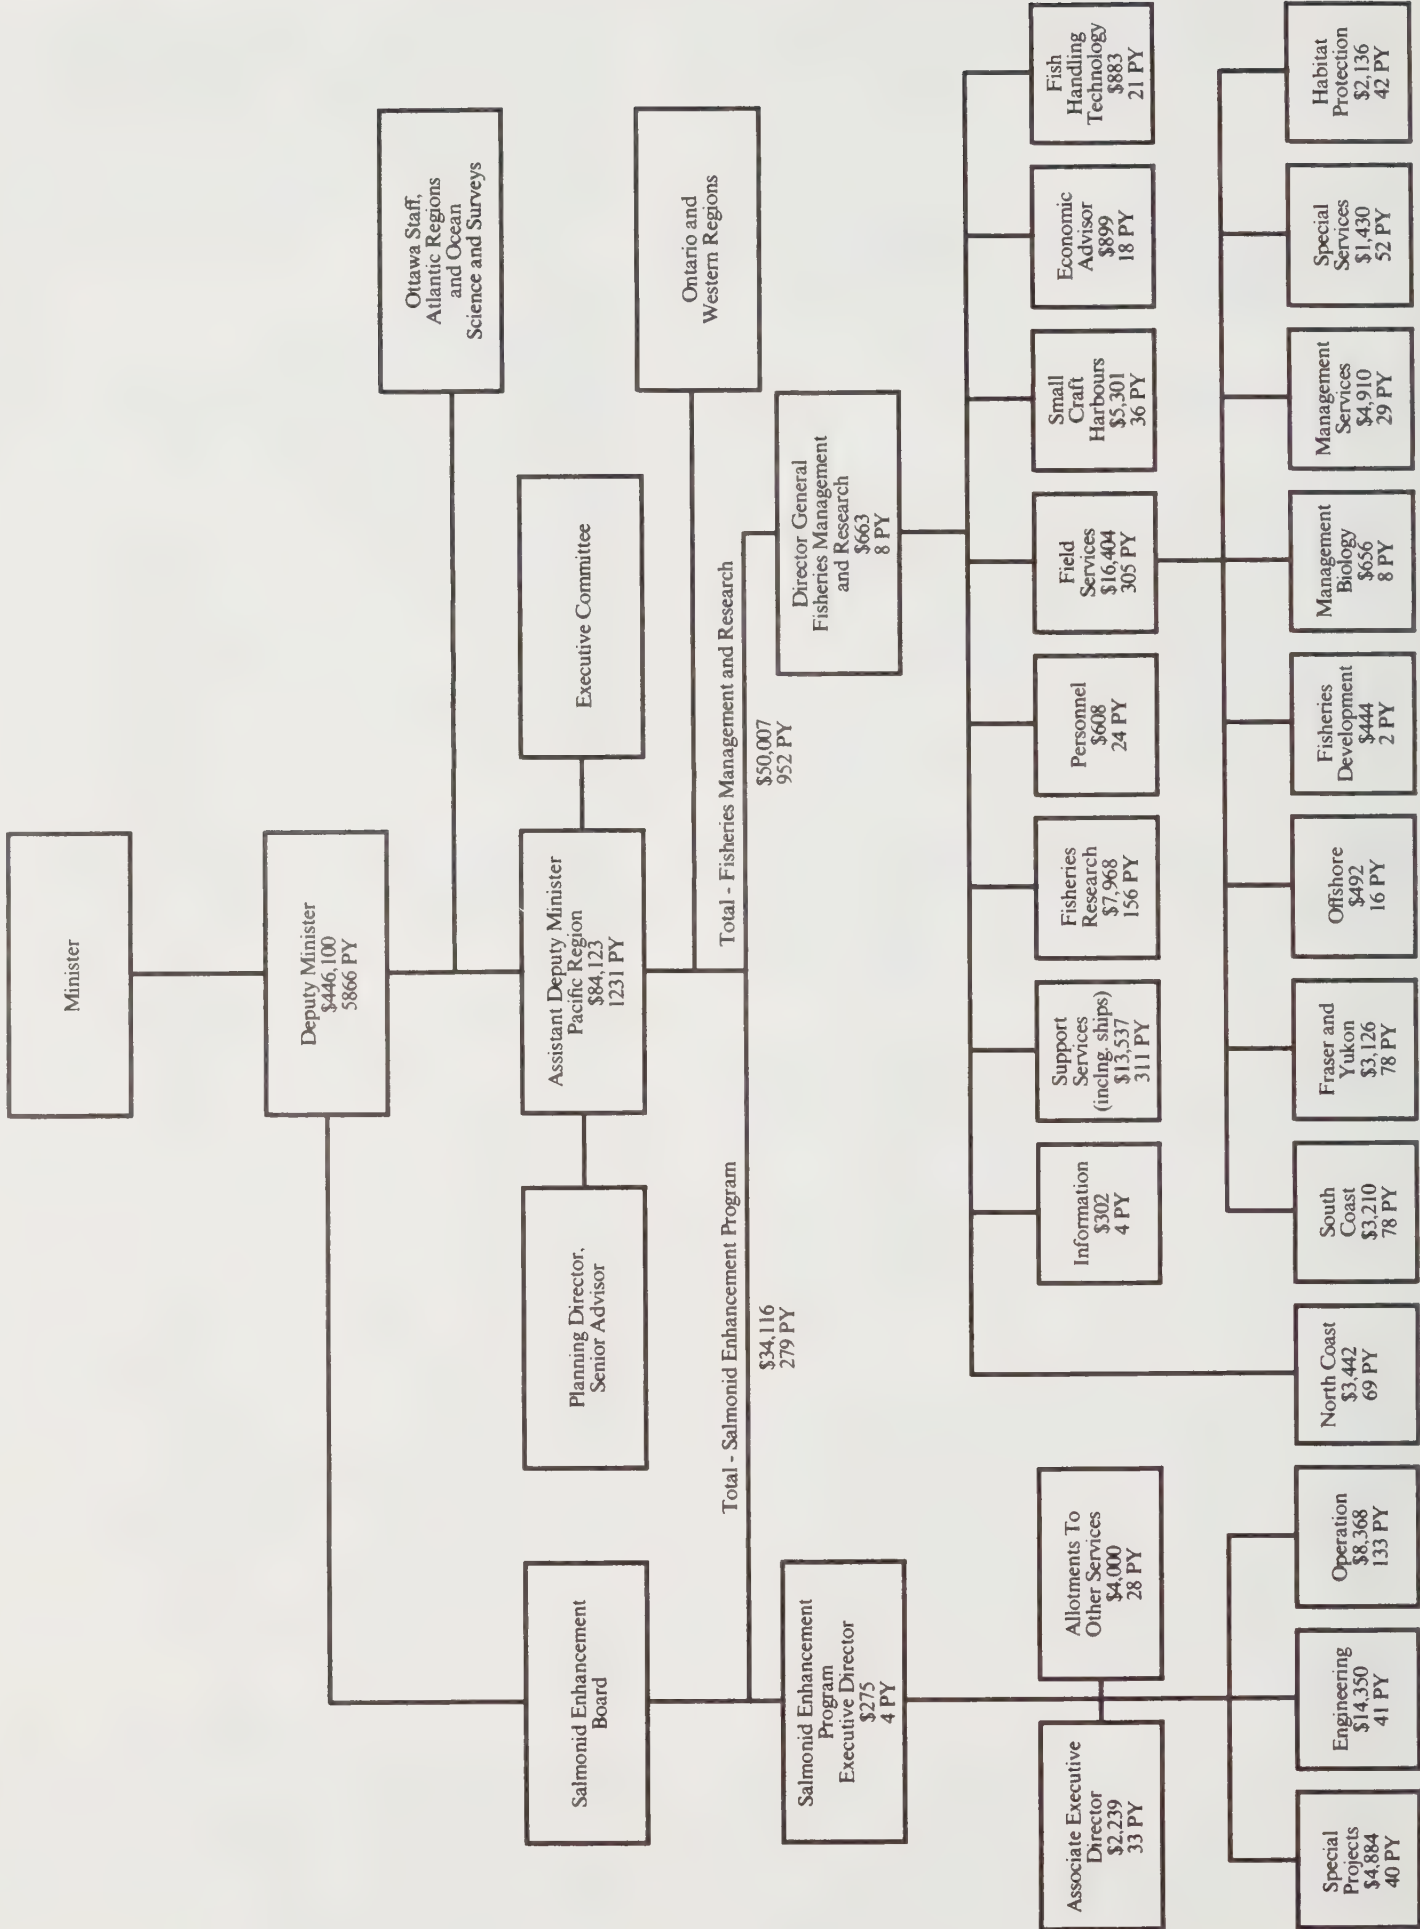 Minister
Deputy Minister
$446,100
5866 PY
Ottawa Staff,
Atlantic Regions
and Ocean
Science and Surveys
Salmonid Enhancement
Board
Planning Director,
Senior Advisor
Assistant Deputy Minister
Pacific Region
$84,123
1231 PY
Executive Committee
Ontario and
Western Regions
Total - Salmonid Enhancement Program
$34,116
279 PY
Total - Fisheries Management and Research
$50,007
952 PY
Salmonid Enhancement
Program
Executive Director
$275
4 PY
Director General
Fisheries Management
and Research
$663
8 PY
Associate Executive
Director
$2,239
33 PY
Allotments To
Other Services
$4,000
28 PY
Information
$302
4 PY
Support
Services
(inclng. ships)
$13,537
311 PY
Fisheries
Research
$7,968
156 PY
Personnel
$608
24 PY
Field
Services
$16,404
305 PY
Small
Craft
Harbours
$5,301
36 PY
Economic
Advisor
$899
18 PY
Fish
Handling
Technology
$883
21 PY
Special
Projects
$4,884
40 PY
Engineering
$14,350
41 PY
Operation
$8,368
133 PY
North Coast
$3,442
69 PY
South
Coast
$3,210
78 PY
Fraser and
Yukon
$3,126
78 PY
Offshore
$492
16 PY
Fisheries
Development
$444
2 PY
Management
Biology
$656
8 PY
Management
Services
$4,910
29 PY
Special
Services
$1,430
52 PY
Habitat
Protection
$2,136
42 PY